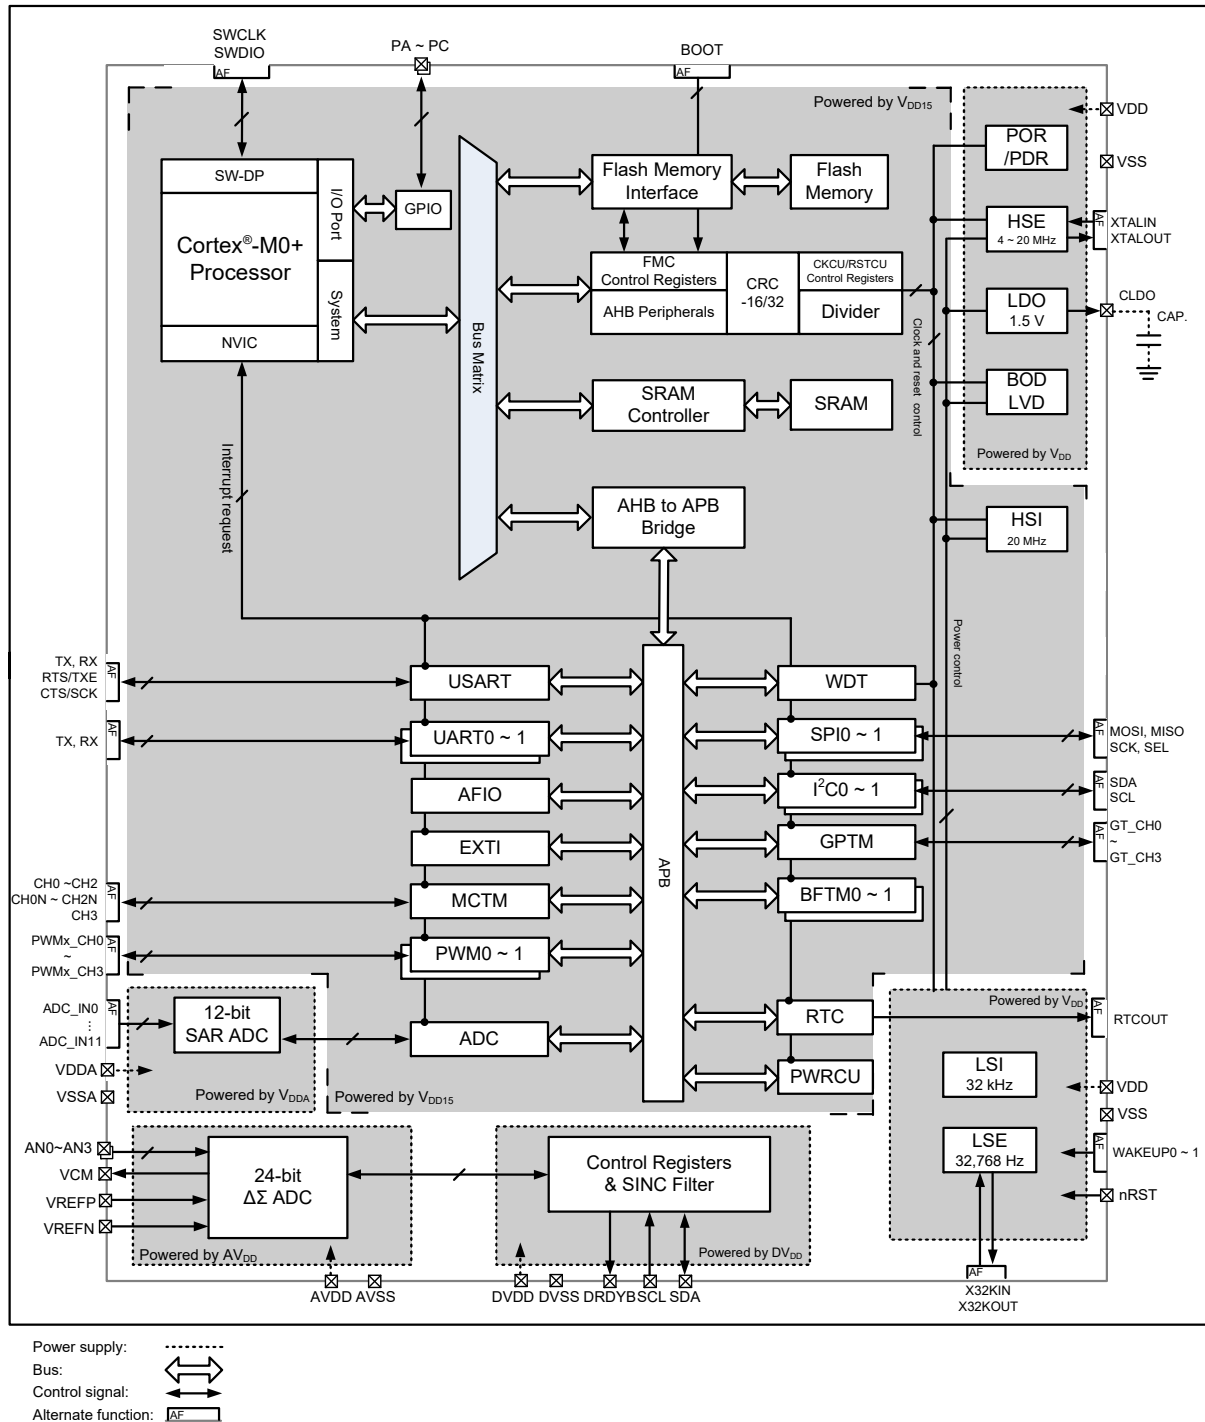 SWCLK
SWDIO
PA ~ PC
BOOT
AF
AF
Powered by VDD15
VDD
POR
/PDR
VSS
SW-DP
I/O Port
GPIO
Flash Memory
Interface
Flash
Memory
HSE
4 ~ 20 MHz
AF
XTALIN
XTALOUT
Cortex®-M0+
Processor
System
NVIC
Bus Matrix
FMC
Control Registers
AHB Peripherals
CRC
-16/32
CKCU/RSTCU
Control Registers
Divider
LDO
1.5 V
CLDO
CAP.
Clock and reset control
BOD
LVD
SRAM
Controller
SRAM
Powered by VDD
Interrupt request
AHB to APB
Bridge
HSI
20 MHz
Power control
TX, RX
RTS/TXE
CTS/SCK
AF
USART
WDT
TX, RX
AF
UART0 ~ 1
SPI0 ~ 1
AF
MOSI, MISO
SCK, SEL
AFIO
I²C0 ~ 1
AF
SDA
SCL
EXTI
APB
GPTM
AF
GT_CH0
~
GT_CH3
CH0 ~CH2
CH0N ~ CH2N
CH3
AF
MCTM
BFTM0 ~ 1
PWMx_CH0
~
PWMx_CH3
AF
PWM0 ~ 1
ADC_IN0
⋮
ADC_IN11
AF
12-bit
SAR ADC
ADC
RTC
Powered by VDD
AF
RTCOUT
VDDA
VSSA
Powered by VDDA
Powered by VDD15
PWRCU
LSI
32 kHz
VDD
VSS
AN0~AN3
VCM
VREFP
VREFN
24-bit
ΔΣ ADC
Powered by AVDD
Control Registers
& SINC Filter
Powered by DVDD
LSE
32,768 Hz
AF
WAKEUP0 ~ 1
nRST
AVDD AVSS
DVDD DVSS DRDYB SCL SDA
AF
X32KIN
X32KOUT
Power supply:
Bus:
Control signal:
Alternate function:
AF